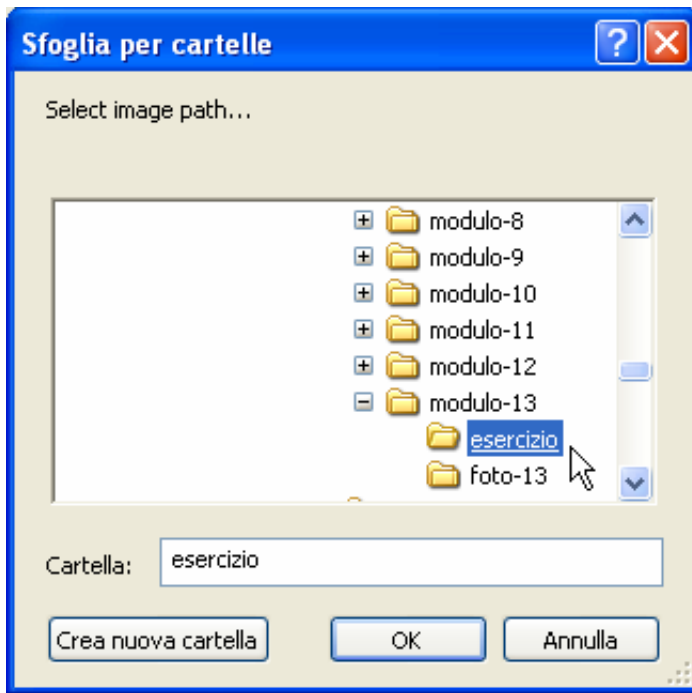 Sfoglia per cartelle
Select image path...
modulo-8
modulo-9
modulo-10
modulo-11
modulo-12
modulo-13
esercizio
foto-13
Cartella: esercizio
Crea nuova cartella OK Annulla